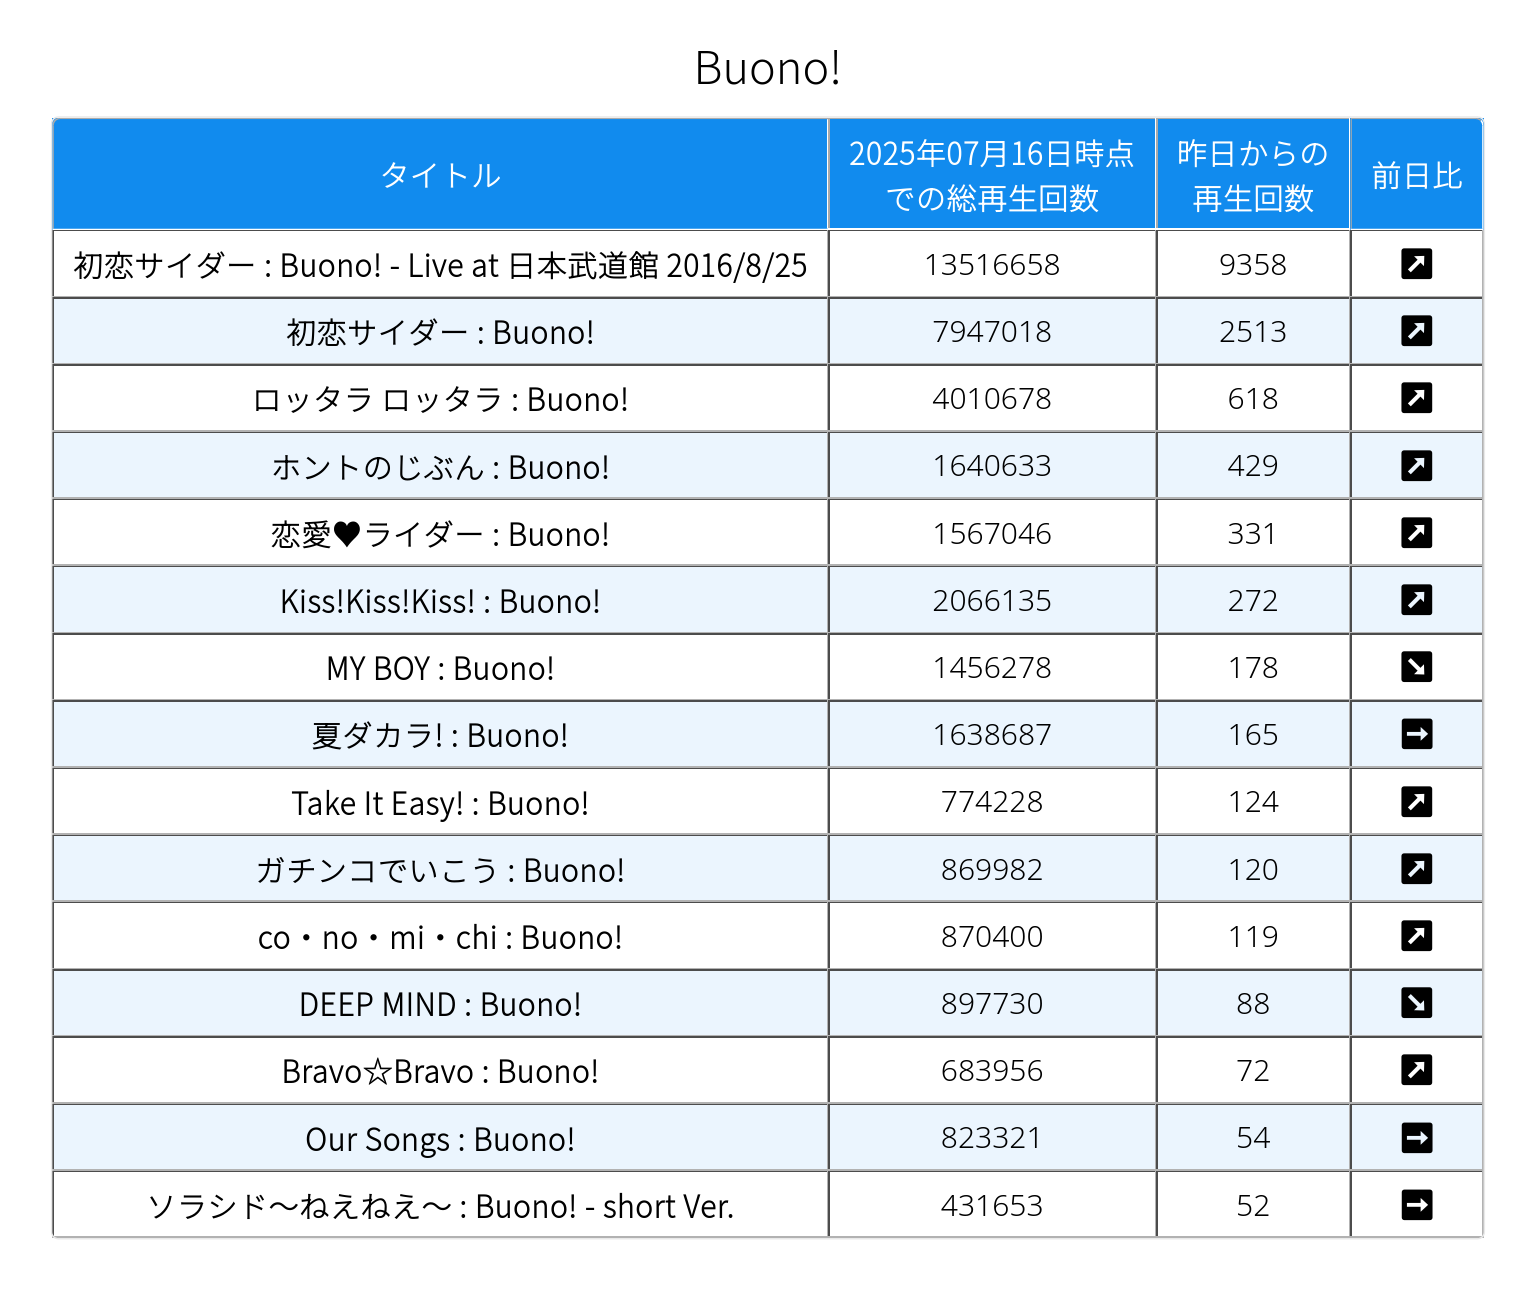 Buono!
タイトル 2025年07月16日時点での総再生回数 昨日からの再生回数 前日比
初恋サイダー : Buono! - Live at 日本武道館 2016/8/25 13516658 9358 ↗
初恋サイダー : Buono! 7947018 2513 ↗
ロッタラ ロッタラ : Buono! 4010678 618 ↗
ホントのじぶん : Buono! 1640633 429 ↗
恋愛♥ライダー : Buono! 1567046 331 ↗
Kiss!Kiss!Kiss! : Buono! 2066135 272 ↗
MY BOY : Buono! 1456278 178 ↘
夏ダカラ! : Buono! 1638687 165 →
Take It Easy! : Buono! 774228 124 ↗
ガチンコでいこう : Buono! 869982 120 ↗
co・no・mi・chi : Buono! 870400 119 ↗
DEEP MIND : Buono! 897730 88 ↘
Bravo☆Bravo : Buono! 683956 72 ↗
Our Songs : Buono! 823321 54 →
ソラシド〜ねえねえ〜 : Buono! - short Ver. 431653 52 →